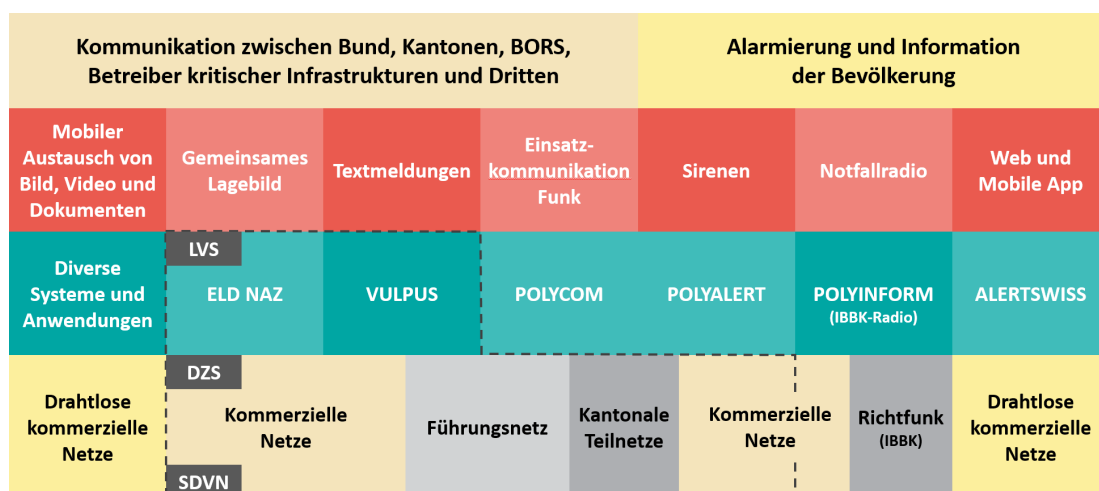 Kommunikation zwischen Bund, Kantonen, BORS,
Betreiber kritischer Infrastrukturen und Dritten
Alarmierung und Information
der Bevölkerung
Mobiler
Austausch von
Bild, Video und
Dokumenten
Gemeinsames
Lagebild
Textmeldungen
Einsatz-
kommunikation
Funk
Sirenen
Notfallradio
Web und
Mobile App
Diverse
Systeme und
Anwendungen
LVS
ELD NAZ
VULPUS
POLYCOM
POLYALERT
POLYINFORM
(IBBK-Radio)
ALERTSWISS
Drahtlose
kommerzielle
Netze
DZS
Kommerzielle
Netze
SDVN
Führungsnetz
Kantonale
Teilnetze
Kommerzielle
Netze
Richtfunk
(IBBK)
Drahtlose
kommerzielle
Netze